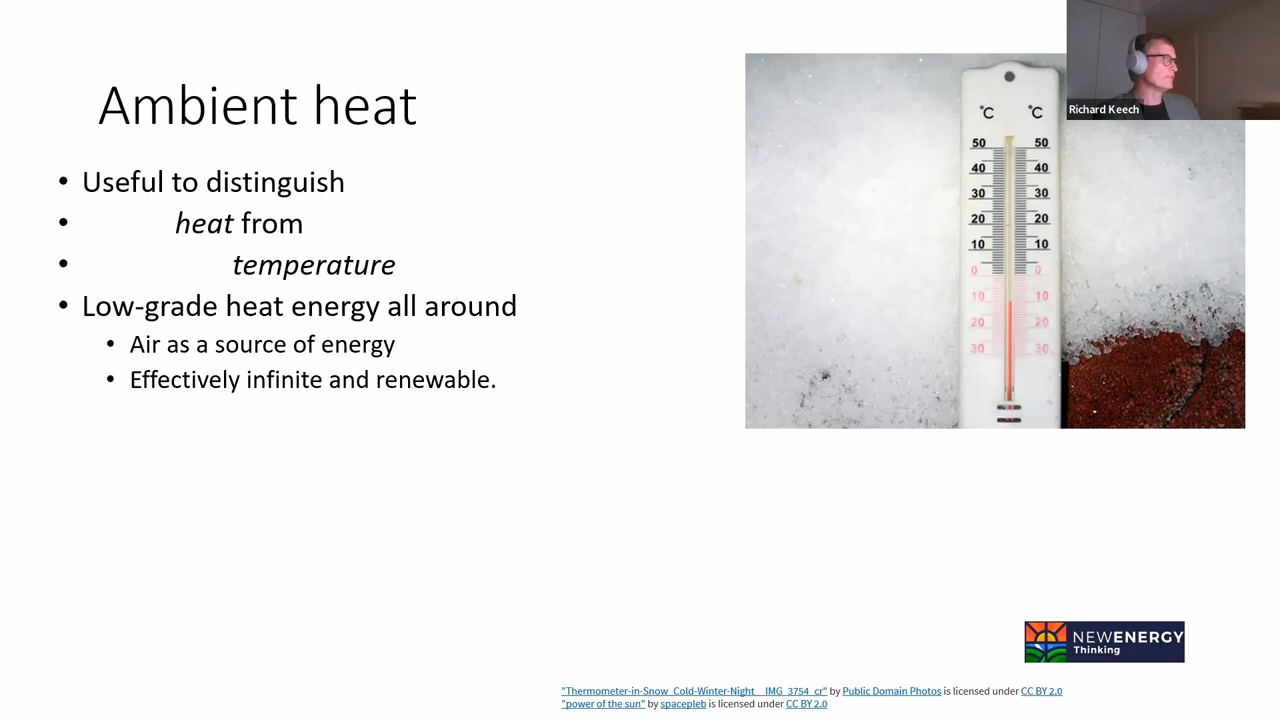 Ambient heat
• Useful to distinguish
• heat from
• temperature
• Low-grade heat energy all around
• Air as a source of energy
• Effectively infinite and renewable.
Richard Keech
°C °C
50 50
40 40
30 30
20 20
10 10
0 0
10 10
20 20
30 30
NEWENERGY
Thinking
"Thermometer-in-Snow_Cold-Winter-Night__IMG_3754_cr" by Public Domain Photos is licensed under CC BY 2.0
"power of the sun" by spacepleb is licensed under CC BY 2.0